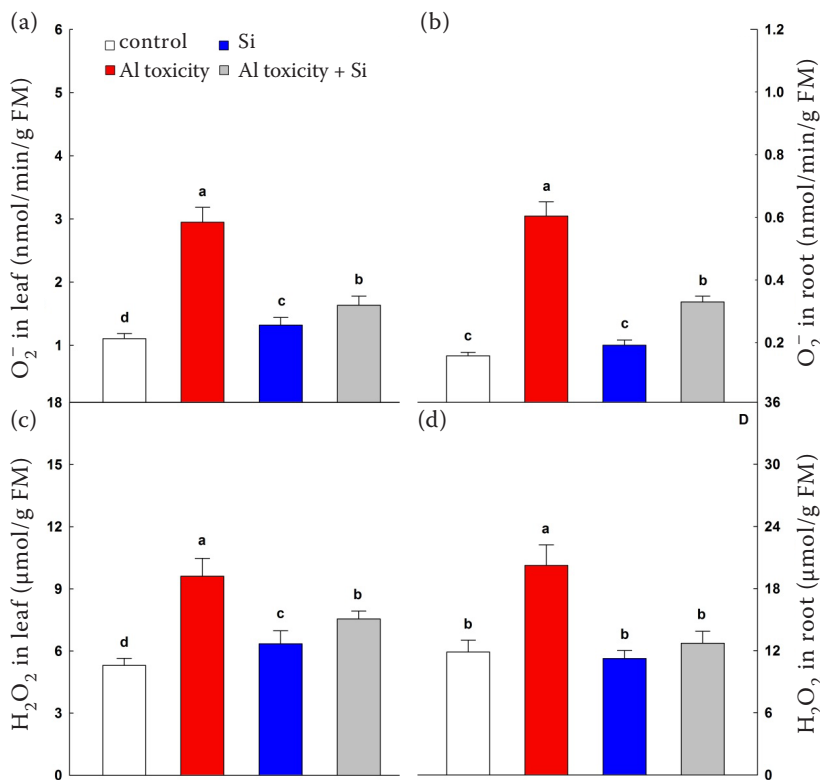 (a)
control
Si
Al toxicity
Al toxicity + Si
O₂⁻ in leaf (nmol/min/g FM)
6
5
4
3
2
1
d
a
c
b
(b)
O₂⁻ in root (nmol/min/g FM)
1.2
1.0
0.8
0.6
0.4
0.2
c
a
c
b
(c)
H₂O₂ in leaf (µmol/g FM)
18
15
12
9
6
3
0
d
a
c
b
(d)
D
H₂O₂ in root (µmol/g FM)
36
30
24
18
12
6
0
b
a
b
b